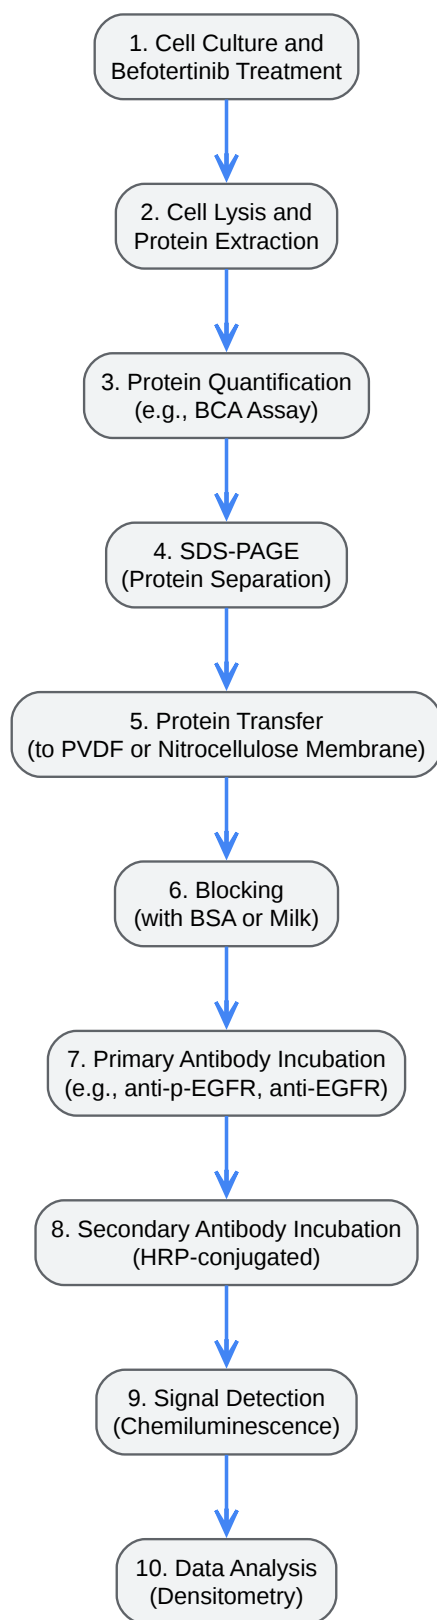 1. Cell Culture and
Befotertinib Treatment
2. Cell Lysis and
Protein Extraction
3. Protein Quantification
(e.g., BCA Assay)
4. SDS-PAGE
(Protein Separation)
5. Protein Transfer
(to PVDF or Nitrocellulose Membrane)
6. Blocking
(with BSA or Milk)
7. Primary Antibody Incubation
(e.g., anti-p-EGFR, anti-EGFR)
8. Secondary Antibody Incubation
(HRP-conjugated)
9. Signal Detection
(Chemiluminescence)
10. Data Analysis
(Densitometry)